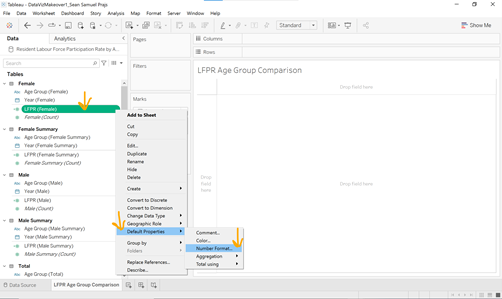 Tableau - DataVizMakeover1_Sean Samuel Prajs
File Data Worksheet Dashboard Story Analysis Map Format Server Window Help
Standard
Show Me
Data Analytics
Pages
Columns
Rows
Resident Labour Force Participation Rate by A...
Search
Tables
Filters
Marks
LFPR Age Group Comparison
Drop field here
Drop field here
Drop field here
Female
Age Group (Female)
Year (Female)
LFPR (Female)
Female (Count)
Female Summary
Age Group (Female Summary)
Year (Female Summary)
LFPR (Female Summary)
Female Summary (Count)
Male
Age Group (Male)
Year (Male)
LFPR (Male)
Male (Count)
Male Summary
Age Group (Male Summary)
Year (Male Summary)
LFPR (Male Summary)
Male Summary (Count)
Total
Age Group (Total)
Add to Sheet
Cut
Copy
Edit...
Duplicate
Rename
Hide
Delete
Create
Convert to Discrete
Convert to Dimension
Change Data Type
Geographic Role
Default Properties
Group by
Folders
Replace References...
Describe...
Comment...
Color...
Number Format...
Aggregation
Total using
Data Source
LFPR Age Group Comparison